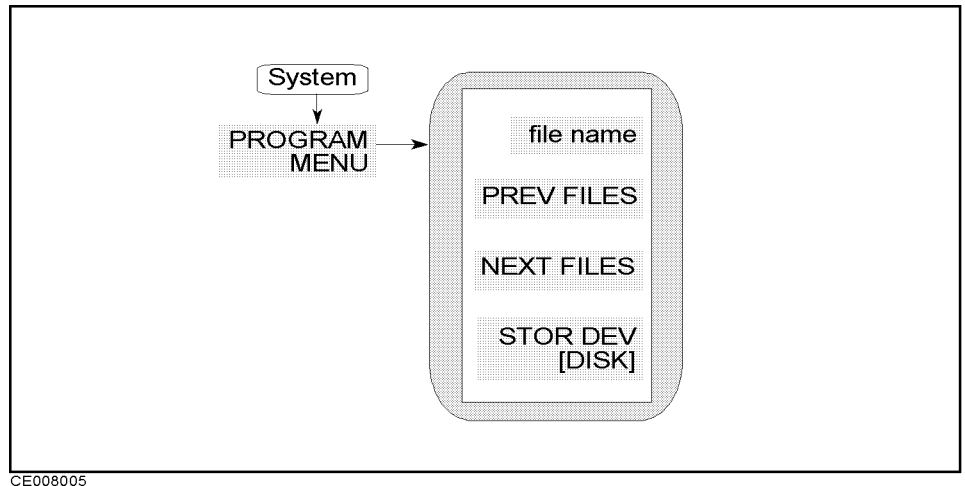 System
PROGRAM
MENU
file name
PREV FILES
NEXT FILES
STOR DEV
[DISK]
CE008005